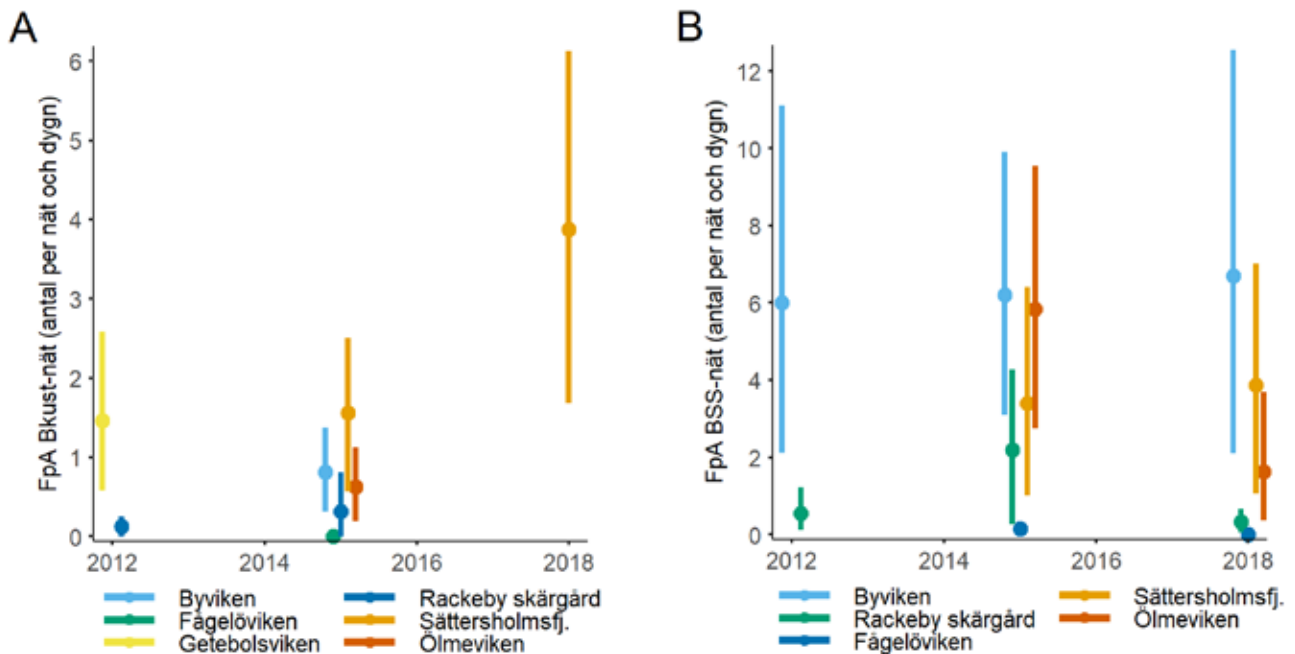 A
FpA Bkust-nät (antal per nät och dygn)
6
5
4
3
2
1
0
2012 2014 2016 2018
Byviken Rackeby skärgård
Fågelöviken Sättersholmsfj.
Getebolsviken Ölmeviken
B
FpA BSS-nät (antal per nät och dygn)
12
10
8
6
4
2
0
2012 2014 2016 2018
Byviken Sättersholmsfj.
Rackeby skärgård Ölmeviken
Fågelöviken